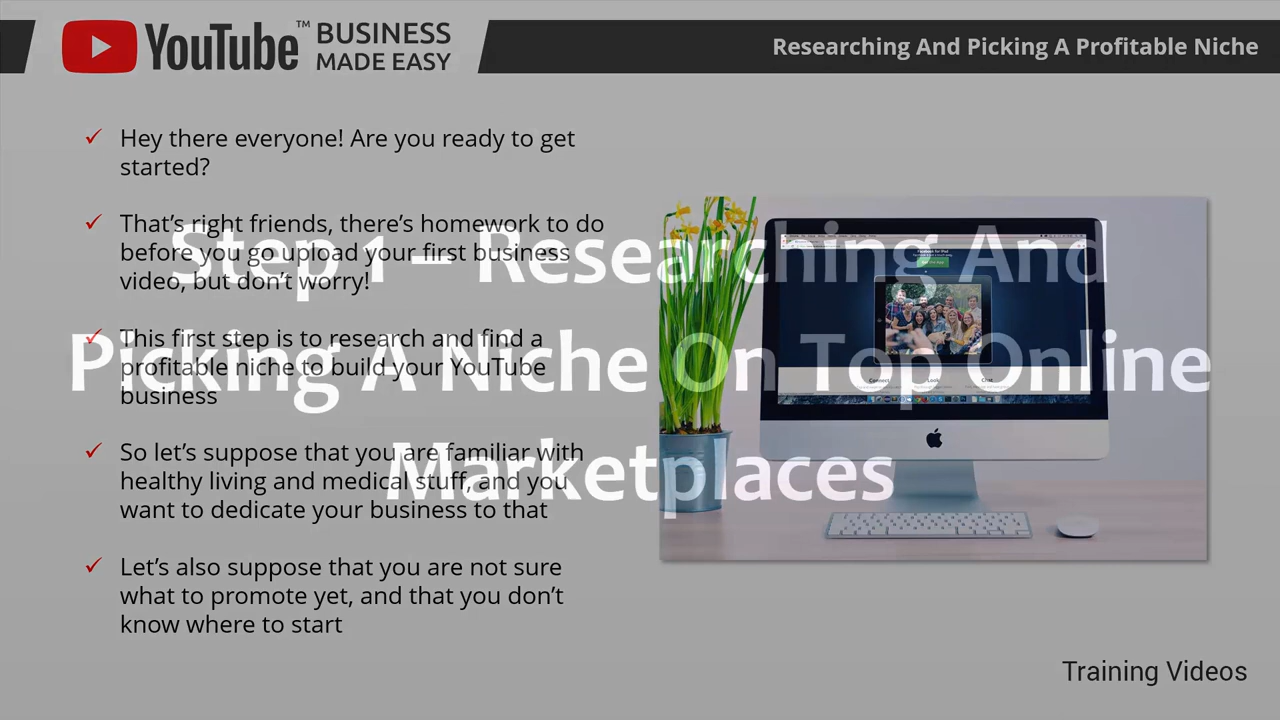 YouTube™ BUSINESS
MADE EASY
Researching And Picking A Profitable Niche
Hey there everyone! Are you ready to get
started?
That’s right friends, there’s homework to do
before you go upload your first business
video, but don’t worry!
This first step is to research and find a
profitable niche to build your YouTube
business
So let’s suppose that you are familiar with
healthy living and medical stuff, and you
want to dedicate your business to that
Let’s also suppose that you are not sure
what to promote yet, and that you don’t
know where to start
Step 1 – Researching And
Picking A Niche On Top Online
Marketplaces
Connect
Look
Chat
Training Videos